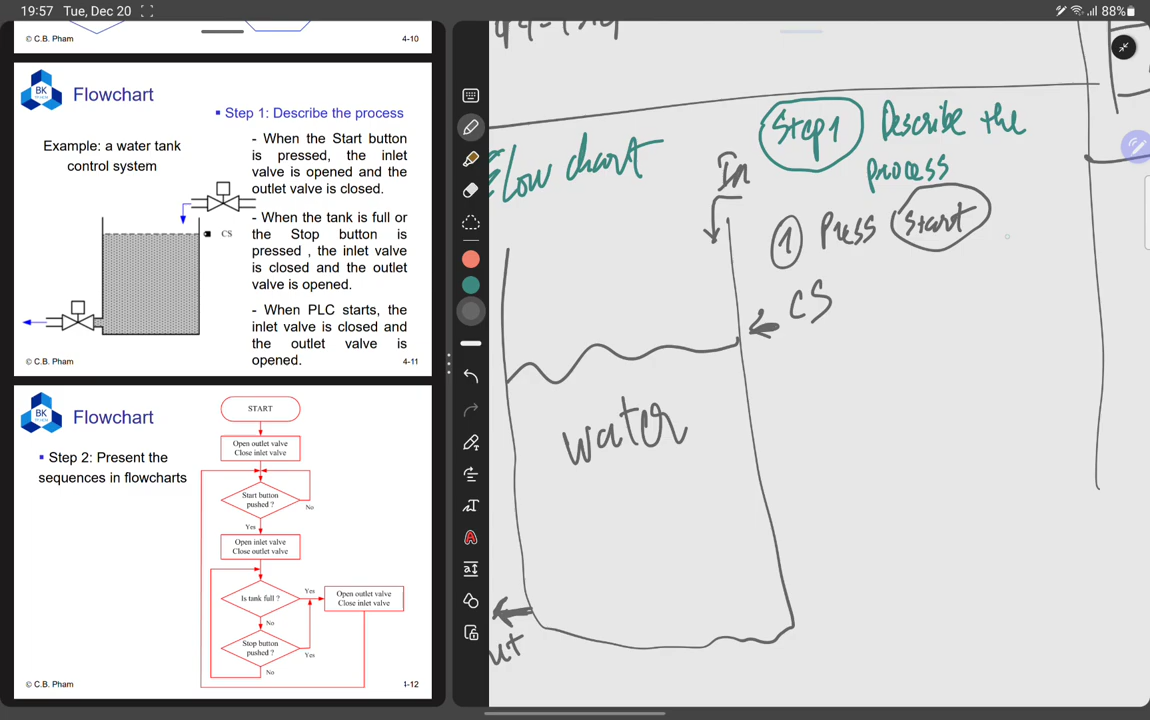 19:57 Tue, Dec 20
88%
© C.B. Pham
4-10
BK
Flowchart
Example: a water tank
control system
CS
▪ Step 1: Describe the process
- When the Start button
is pressed, the inlet
valve is opened and the
outlet valve is closed.
- When the tank is full or
the Stop button is
pressed , the inlet valve
is closed and the outlet
valve is opened.
- When PLC starts, the
inlet valve is closed and
the outlet valve is
opened.
© C.B. Pham
4-11
BK
Flowchart
▪ Step 2: Present the
sequences in flowcharts
START
Open outlet valve
Close inlet valve
Start button
pushed ?
No
Yes
Open inlet valve
Close outlet valve
Is tank full ?
Yes
Open outlet valve
Close inlet valve
No
Stop button
pushed ?
Yes
No
© C.B. Pham
4-12
Flow chart
Step 1 Describe the
process
In
① Press Start
CS
water
ut